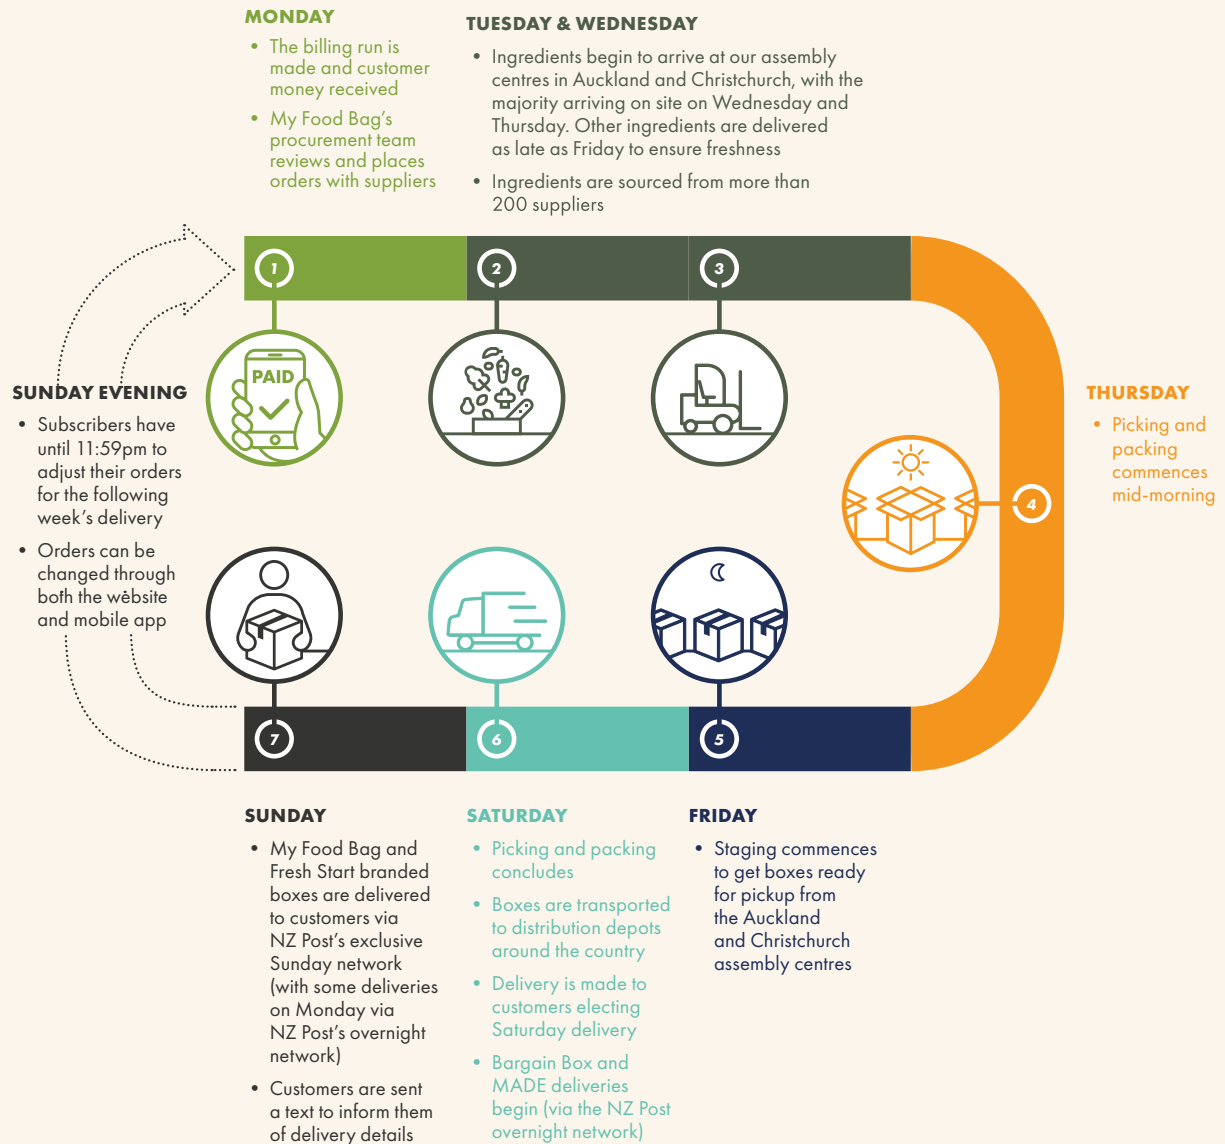 MONDAY
• The billing run is
made and customer
money received
• My Food Bag's
procurement team
reviews and places
orders with suppliers
TUESDAY & WEDNESDAY
• Ingredients begin to arrive at our assembly
centres in Auckland and Christchurch, with the
majority arriving on site on Wednesday and
Thursday. Other ingredients are delivered
as late as Friday to ensure freshness
• Ingredients are sourced from more than
200 suppliers
1
2
3
PAID
SUNDAY EVENING
• Subscribers have
until 11:59pm to
adjust their orders
for the following
week's delivery
• Orders can be
changed through
both the website
and mobile app
THURSDAY
• Picking and
packing
commences
mid-morning
4
7
6
5
SUNDAY
• My Food Bag and
Fresh Start branded
boxes are delivered
to customers via
NZ Post's exclusive
Sunday network
(with some deliveries
on Monday via
NZ Post's overnight
network)
• Customers are sent
a text to inform them
of delivery details
SATURDAY
• Picking and packing
concludes
• Boxes are transported
to distribution depots
around the country
• Delivery is made to
customers electing
Saturday delivery
• Bargain Box and
MADE deliveries
begin (via the NZ Post
overnight network)
FRIDAY
• Staging commences
to get boxes ready
for pickup from
the Auckland
and Christchurch
assembly centres